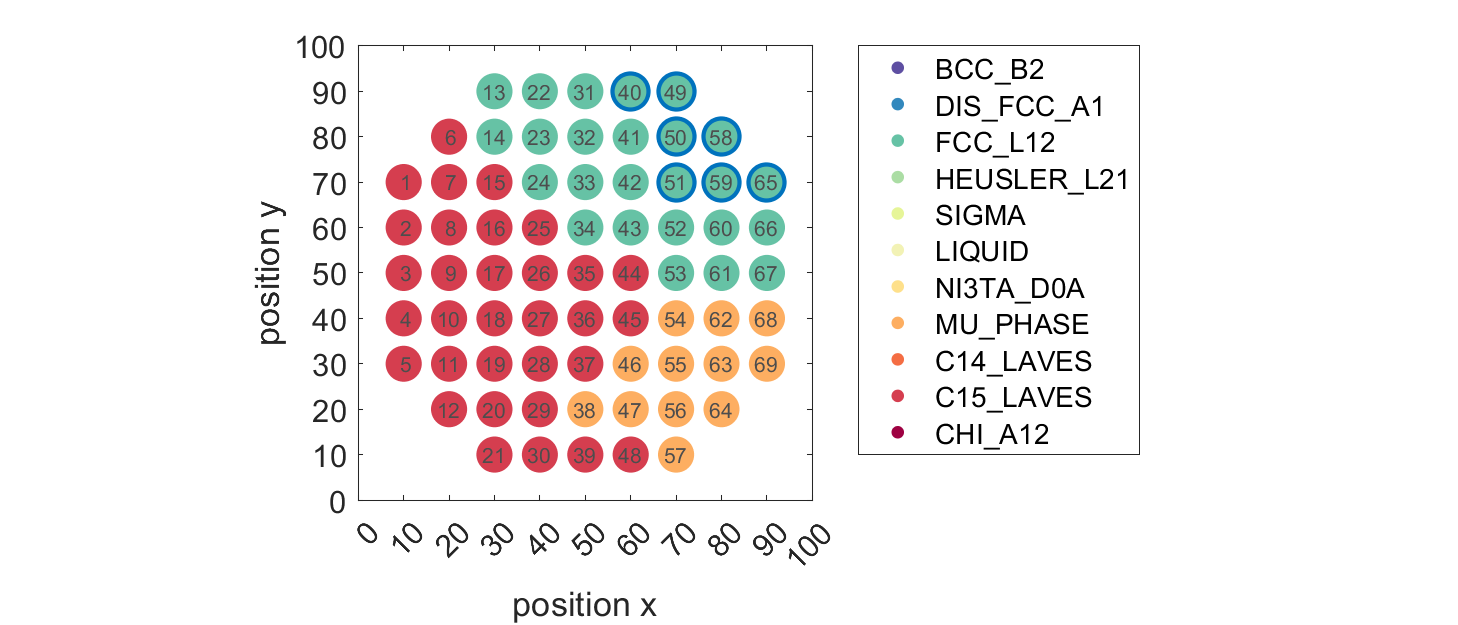 100
90
80
70
60
50
40
30
20
10
0
13 22 31 40 49
6 14 23 32 41 50 58
1 7 15 24 33 42 51 59 65
2 8 16 25 34 43 52 60 66
3 9 17 26 35 44 53 61 67
4 10 18 27 36 45 54 62 68
5 11 19 28 37 46 55 63 69
12 20 29 38 47 56 64
21 30 39 48 57
0 10 20 30 40 50 60 70 80 90 100
position x
position y
BCC_B2
DIS_FCC_A1
FCC_L12
HEUSLER_L21
SIGMA
LIQUID
NI3TA_D0A
MU_PHASE
C14_LAVES
C15_LAVES
CHI_A12